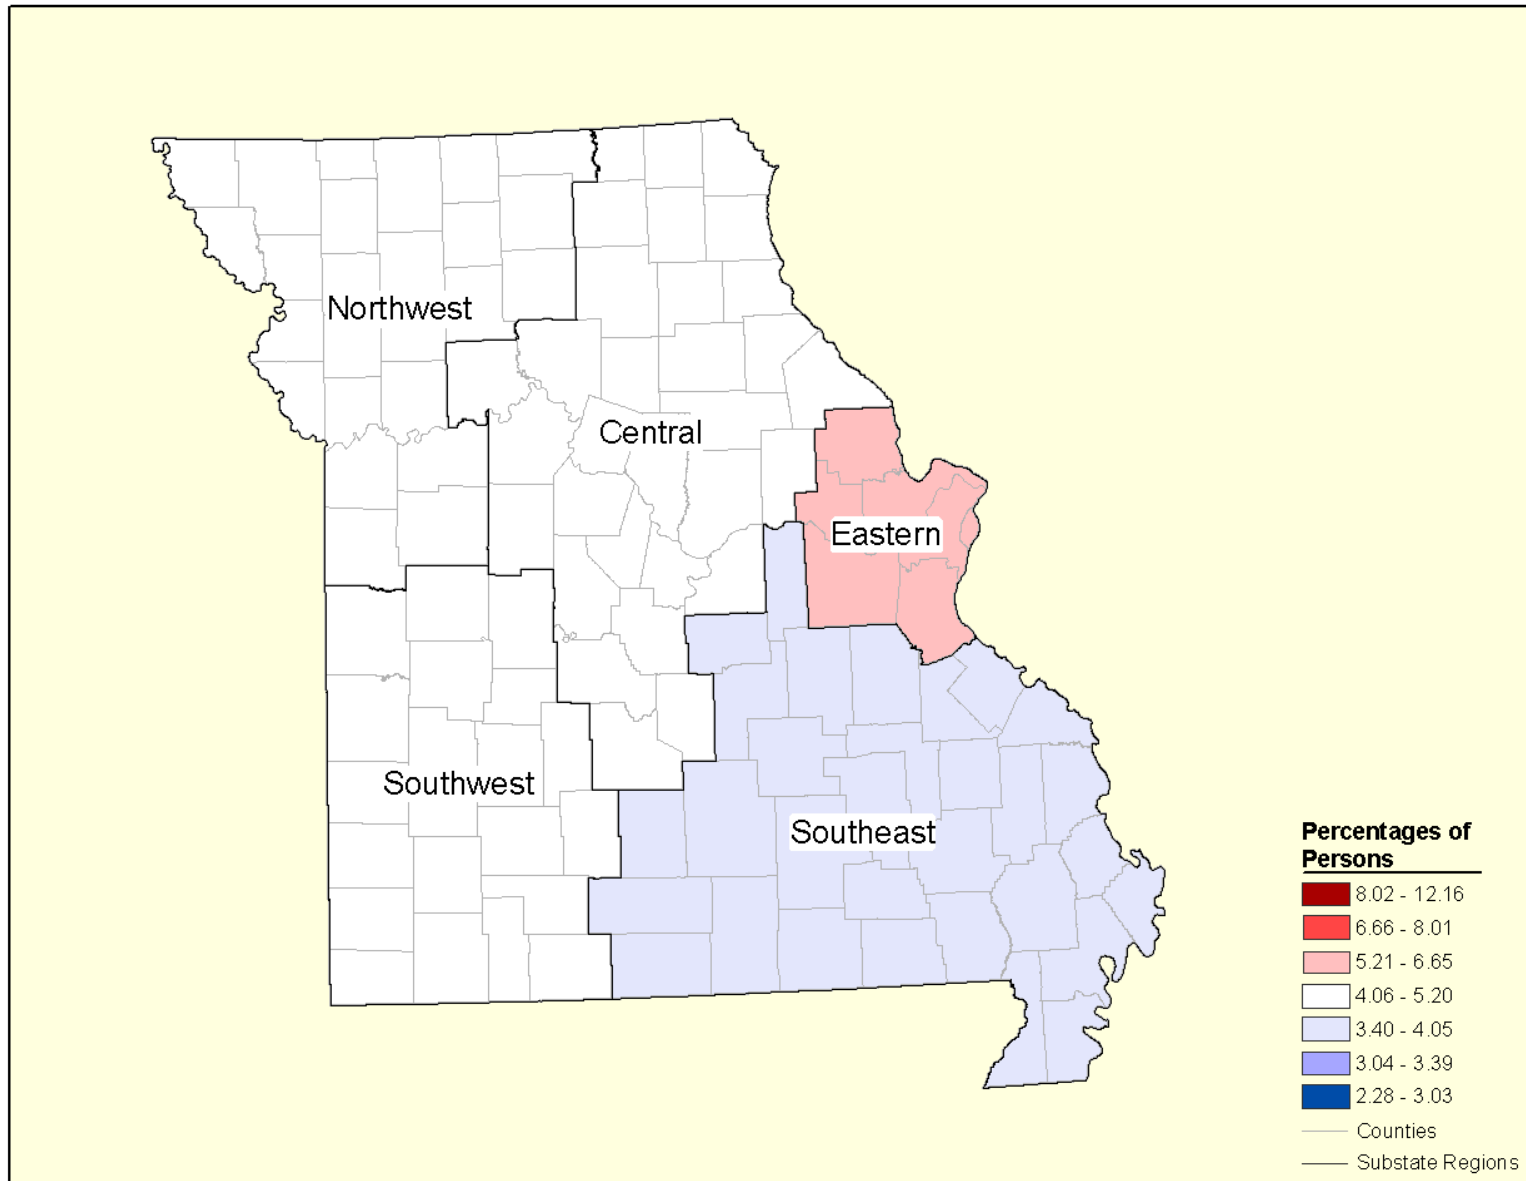 Northwest
Central
Eastern
Southwest
Southeast
Percentages of
Persons
8.02 - 12.16
6.66 - 8.01
5.21 - 6.65
4.06 - 5.20
3.40 - 4.05
3.04 - 3.39
2.28 - 3.03
Counties
Substate Regions